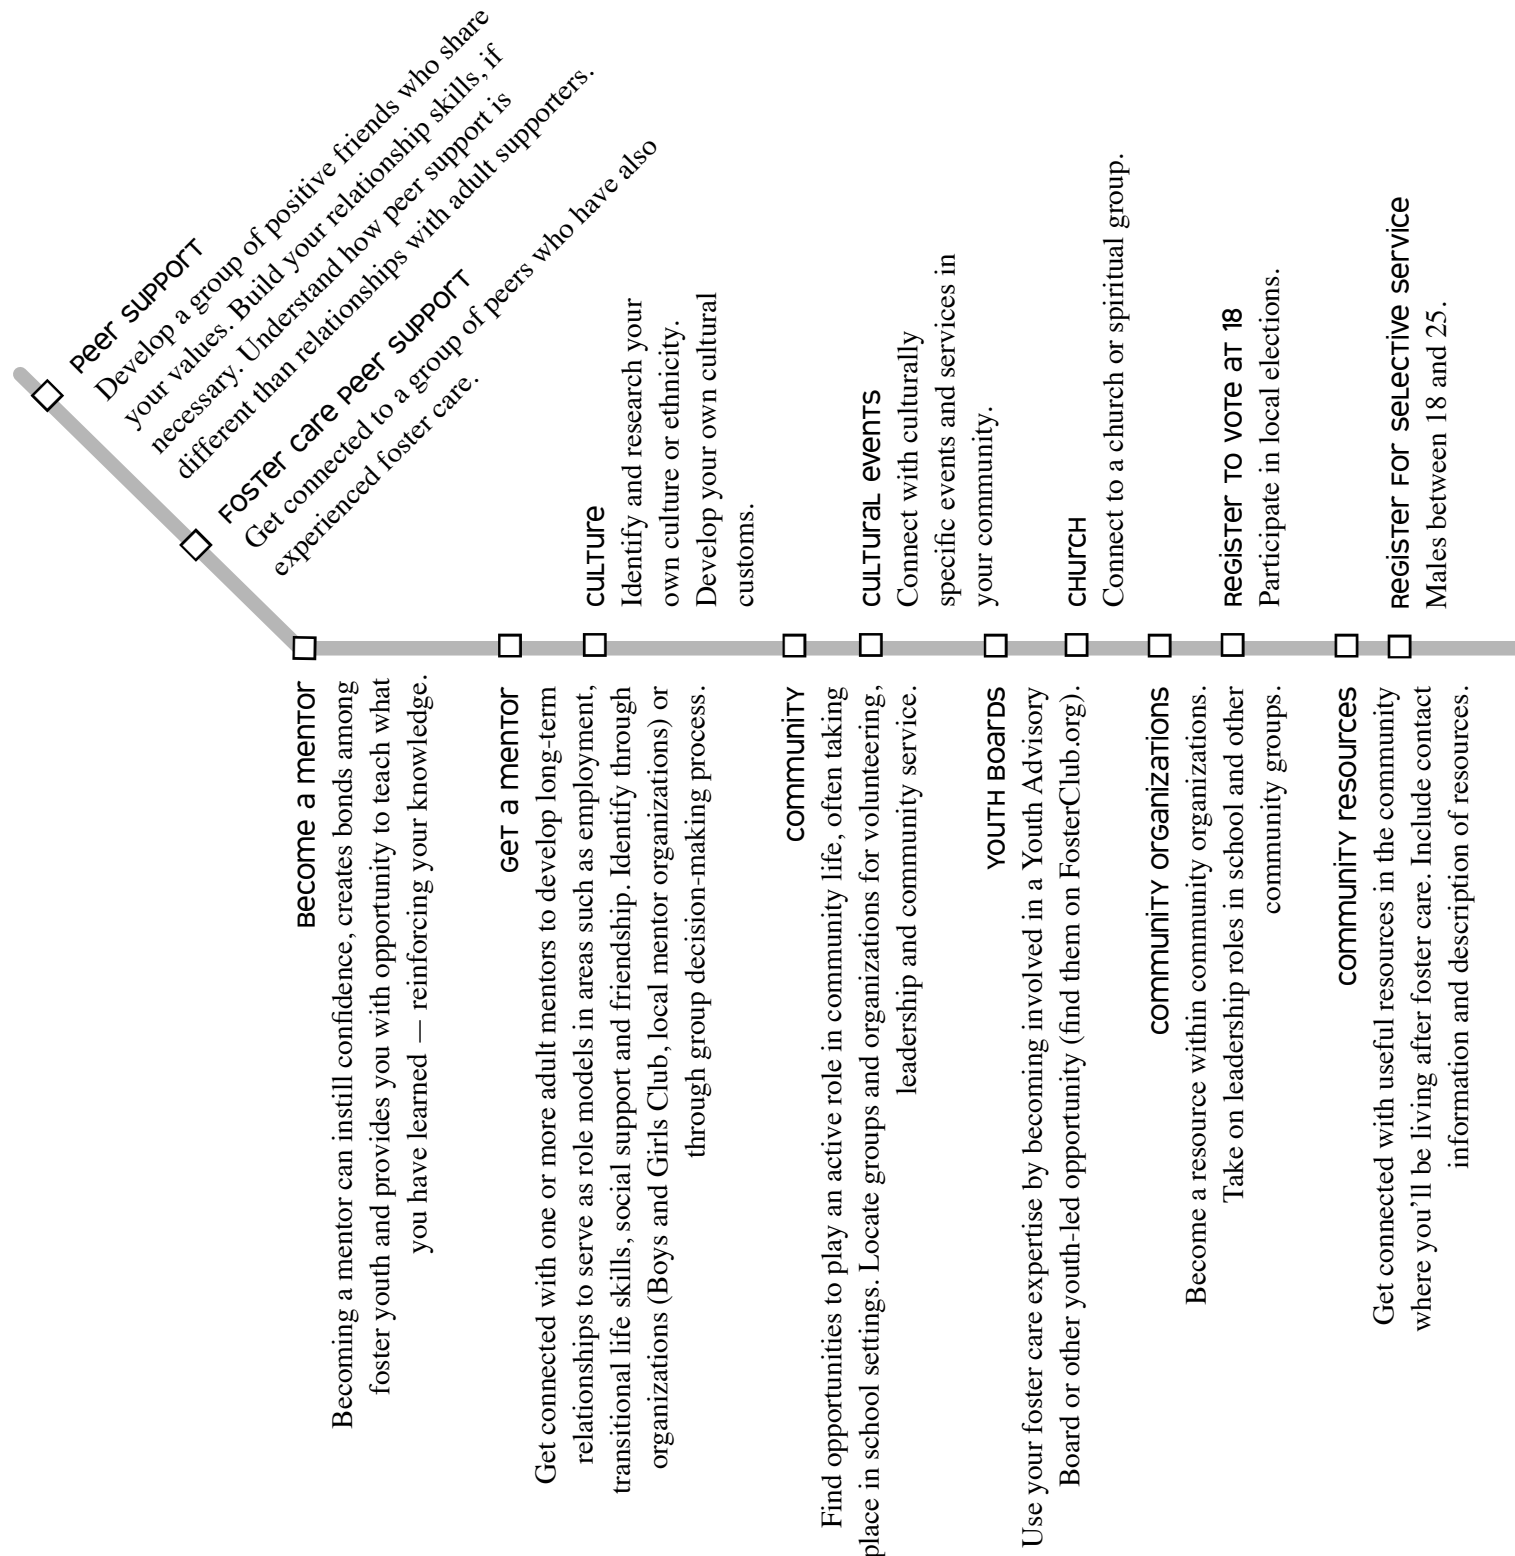 Peer Support
Develop a group of positive friends who share
your values. Build your relationship skills, if
necessary. Understand how peer support is
different than relationships with adult supporters.
Foster Care Peer Support
Get connected to a group of peers who have also
experienced foster care.
Become a Mentor
Becoming a mentor can instill confidence, creates bonds among
foster youth and provides you with opportunity to teach what
you have learned — reinforcing your knowledge.
Get a Mentor
Get connected with one or more adult mentors to develop long-term
relationships to serve as role models in areas such as employment,
transitional life skills, social support and friendship. Identify through
organizations (Boys and Girls Club, local mentor organizations) or
through group decision-making process.
Culture
Identify and research your
own culture or ethnicity.
Develop your own cultural
customs.
Community
Find opportunities to play an active role in community life, often taking
place in school settings. Locate groups and organizations for volunteering,
leadership and community service.
Cultural Events
Connect with culturally
specific events and services in
your community.
Youth Boards
Use your foster care expertise by becoming involved in a Youth Advisory
Board or other youth-led opportunity (find them on FosterClub.org).
Church
Connect to a church or spiritual group.
Community Organizations
Become a resource within community organizations.
Take on leadership roles in school and other
community groups.
Register to Vote at 18
Participate in local elections.
Community Resources
Get connected with useful resources in the community
where you’ll be living after foster care. Include contact
information and description of resources.
Register for Selective Service
Males between 18 and 25.